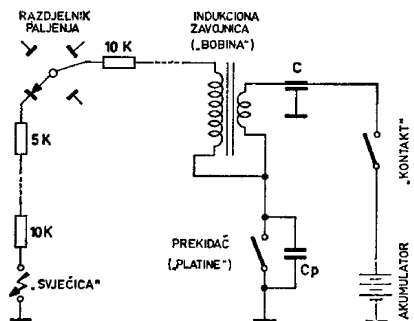 RAZDJELNIK
PALJENJA
10 K
INDUKCIONA
ZAVOJNICA
(„BOBINA")
C
„KONTAKT"
5 K
10K
PREKIDAČ
(„PLATINE")
Cp
„SVJEĆICA"
AKUMULATOR